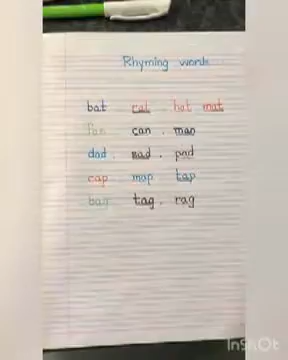 Rhyming words
bat cat hat mat
fan can . man
dad . sad . pad
cap map tap
bag tag . rag
InShot